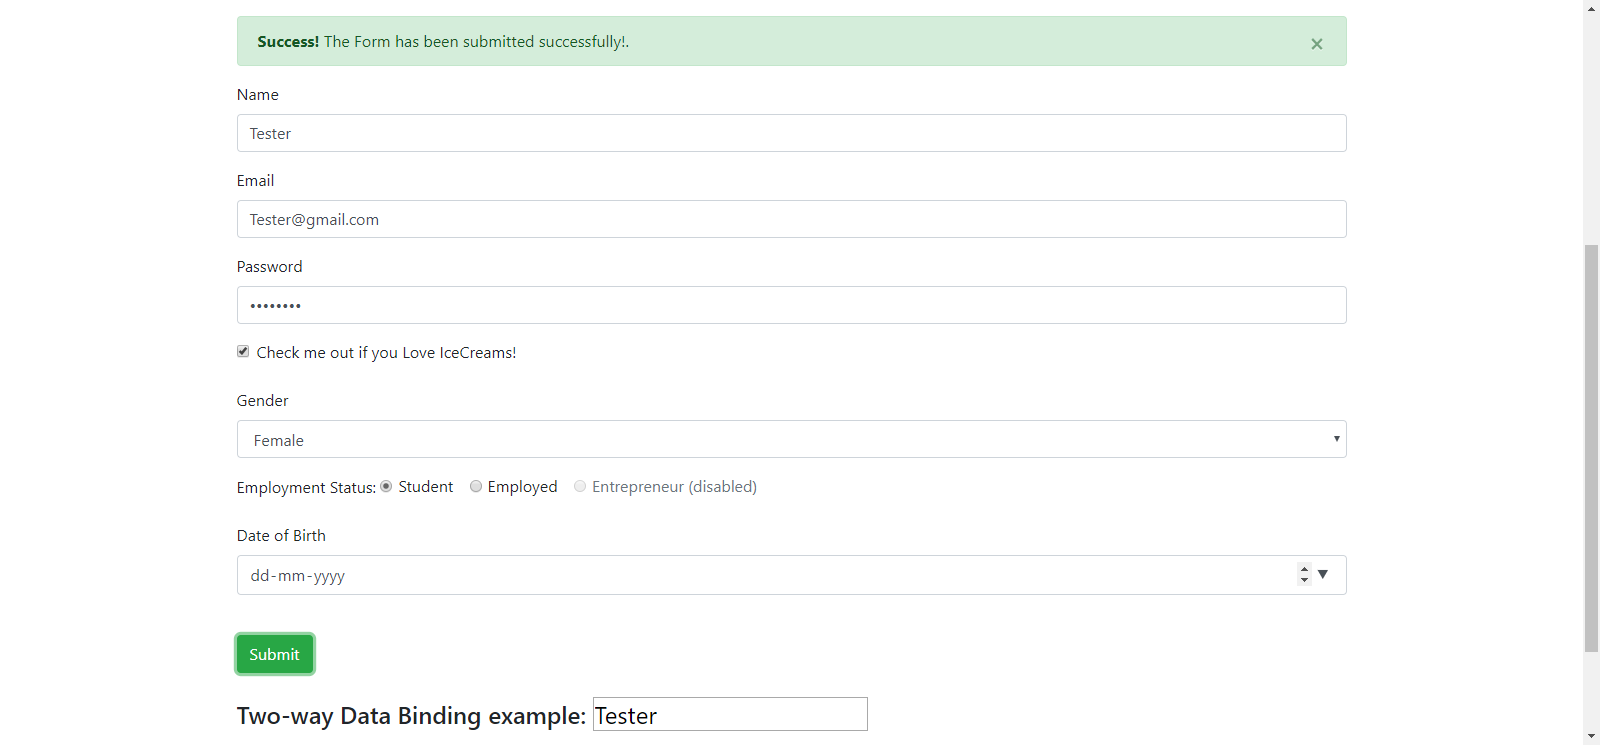 Success! The Form has been submitted successfully!. ×
Name
Tester
Email
Tester@gmail.com
Password
••••••••
Check me out if you Love IceCreams!
Gender
Female
Employment Status: Student Employed Entrepreneur (disabled)
Date of Birth
dd-mm-yyyy
Submit
Two-way Data Binding example: Tester